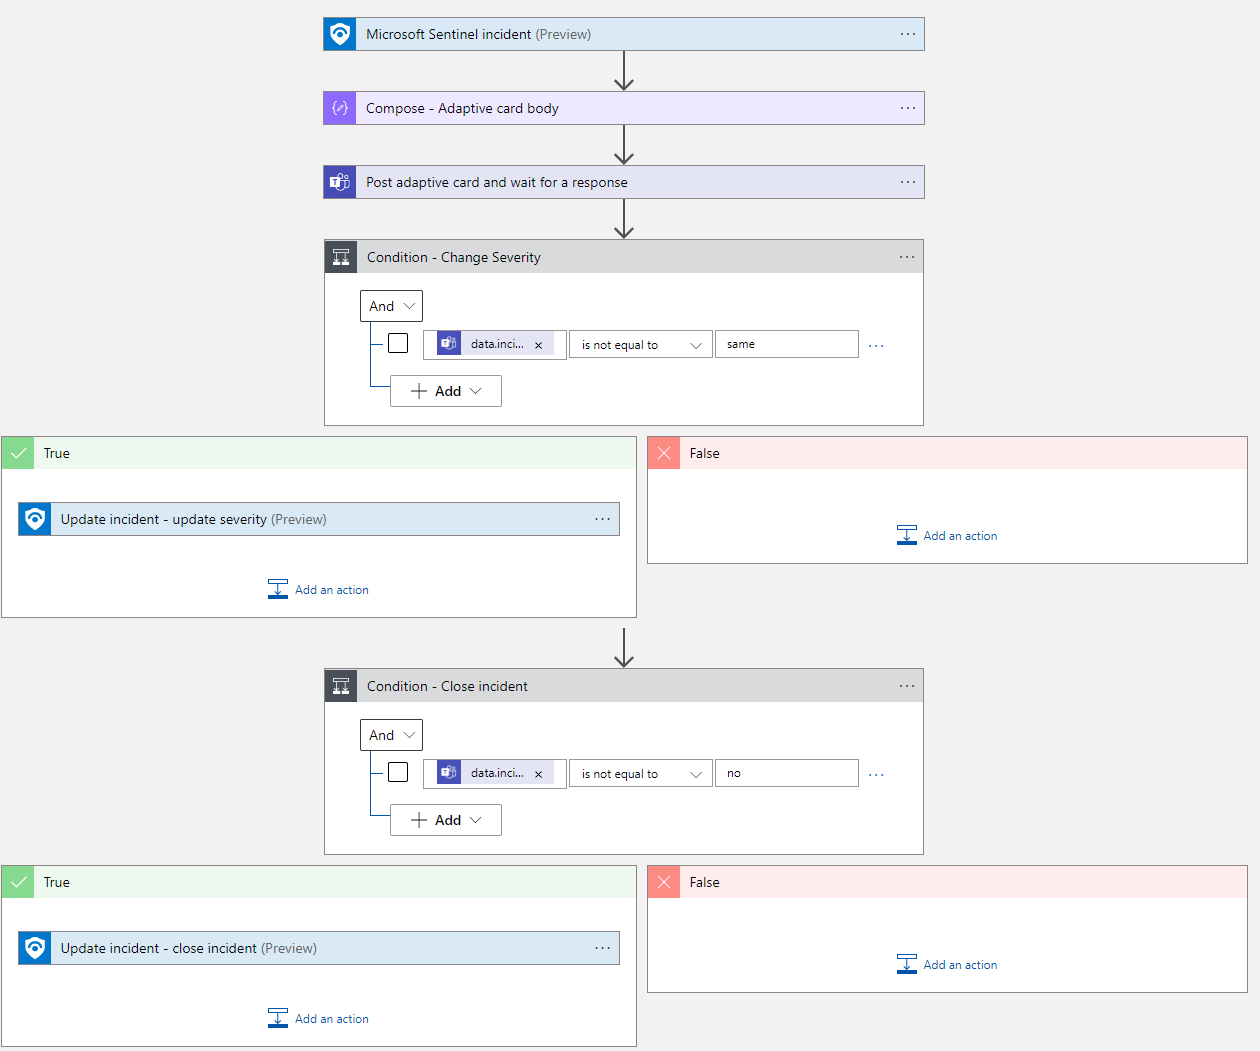 Microsoft Sentinel incident (Preview)
Compose - Adaptive card body
Post adaptive card and wait for a response
Condition - Change Severity
And
data.inci... is not equal to same
Add
True
False
Update incident - update severity (Preview)
Add an action
Add an action
Condition - Close incident
And
data.inci... is not equal to no
Add
True
False
Update incident - close incident (Preview)
Add an action
Add an action